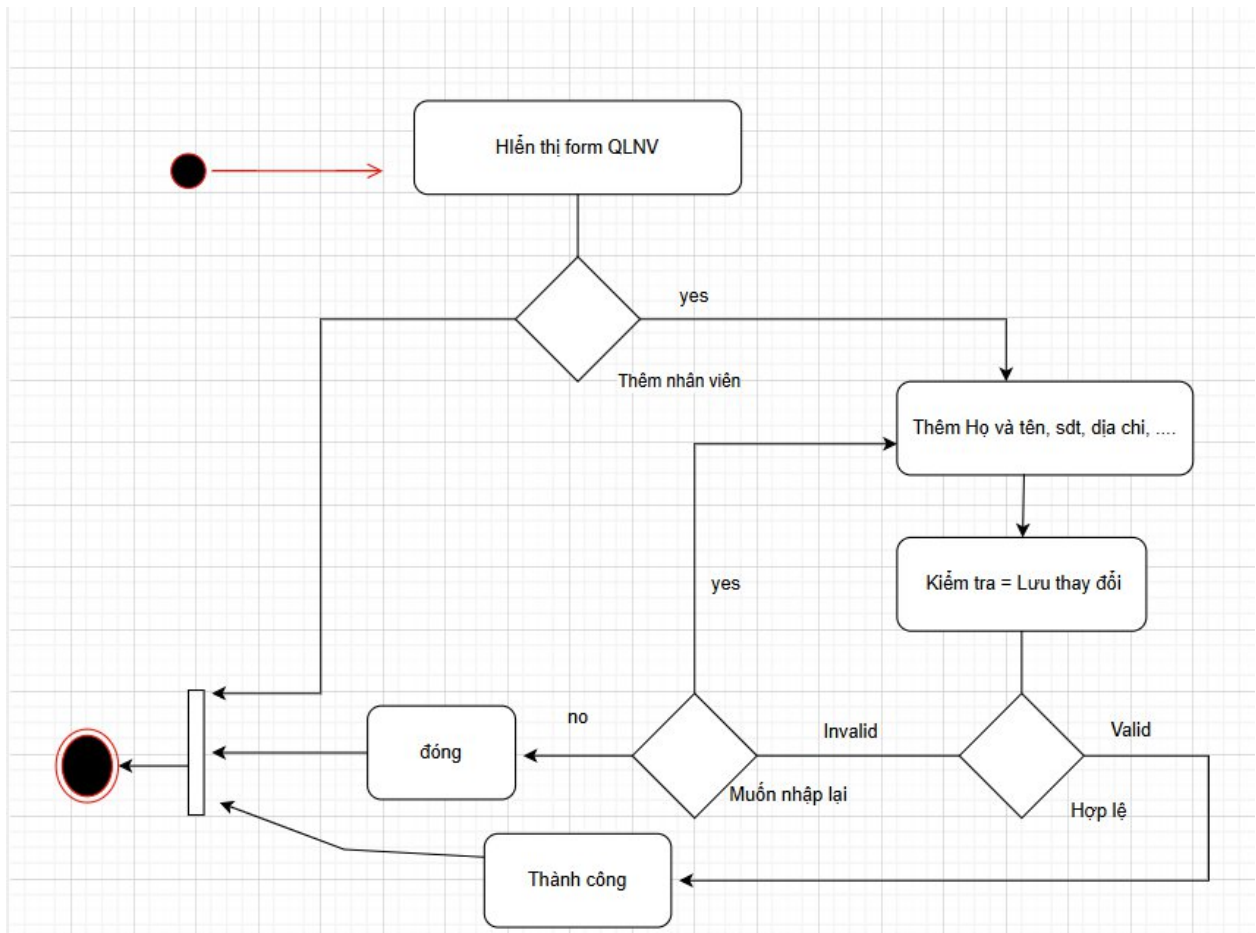 HIển thị form QLNV
yes
Thêm nhân viên
Thêm Họ và tên, sdt, dịa chi, ....
Kiểm tra = Lưu thay đổi
yes
no
Invalid
Valid
đóng
Muốn nhập lại
Hợp lệ
Thành công